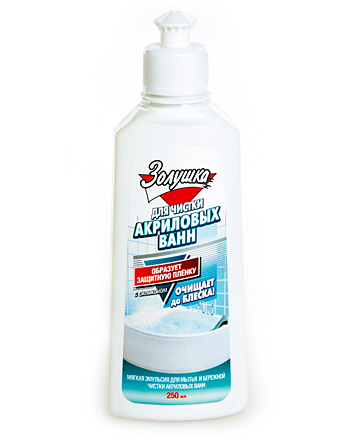 Золушка
ДЛЯ ЧИСТКИ
АКРИЛОВЫХ
ВАНН
ОБРАЗУЕТ
ЗАЩИТНУЮ ПЛЕНКУ
С СИЛИКОНОМ
ОЧИЩАЕТ
ДО БЛЕСКА!
МЯГКАЯ ЭМУЛЬСИЯ ДЛЯ МЫТЬЯ И БЕРЕЖНОЙ
ЧИСТКИ АКРИЛОВЫХ ВАНН
250 мл